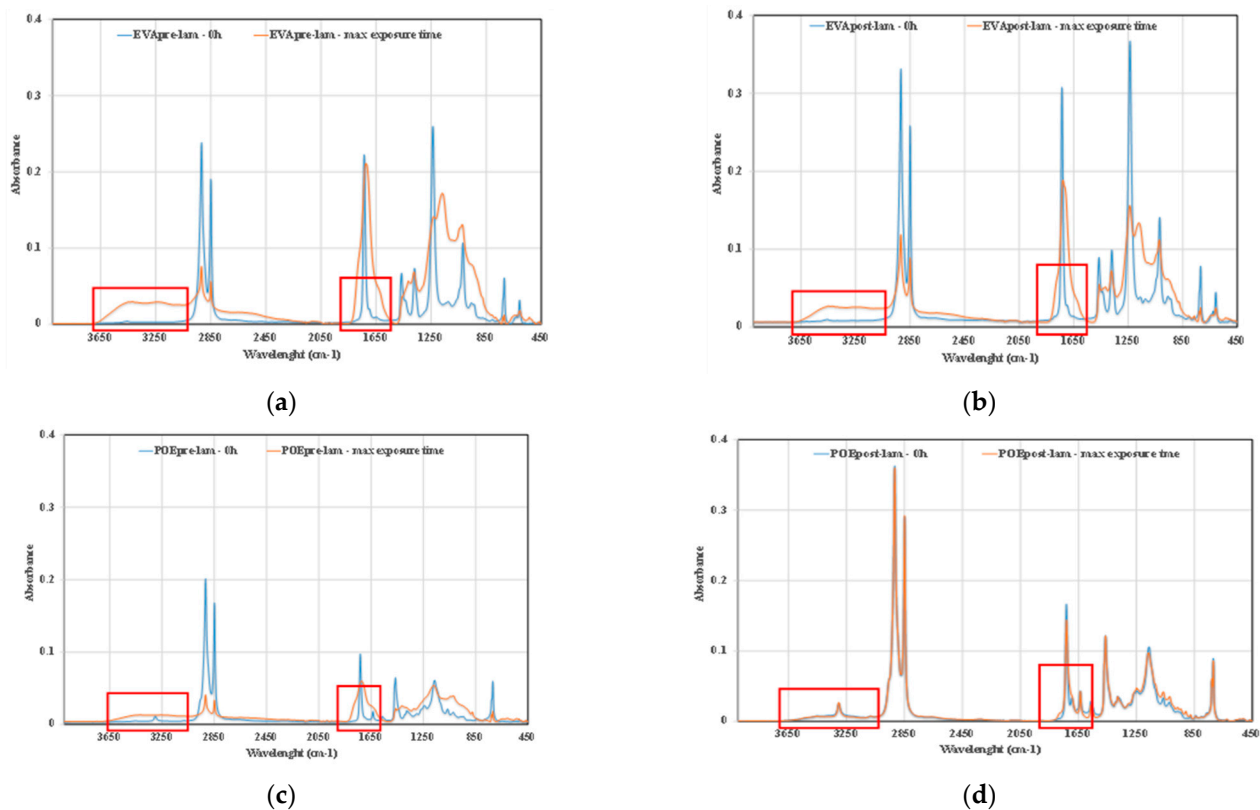 EVApre-lam - 0h EVApre-lam - max exposure time
0.4
0.3
0.2
0.1
0
Absorbance
3650 3250 2850 2450 2050 1650 1250 850 450
Wavelenght (cm-1)
(a)
EVApost-lam - 0h EVApost-lam - max exposure time
0.4
0.3
0.2
0.1
0
Absorbance
3650 3250 2850 2450 2050 1650 1250 850 450
Wavelenght (cm-1)
(b)
POEpre-lam - 0h POEpre-lam - max exposure time
0.4
0.3
0.2
0.1
0
Absorbance
3650 3250 2850 2450 2050 1650 1250 850 450
Wavelenght (cm-1)
(c)
POEpost-lam - 0h POEpost-lam - max exposure time
0.4
0.3
0.2
0.1
0
Absorbance
3650 3250 2850 2450 2050 1650 1250 850 450
Wavelenght (cm-1)
(d)